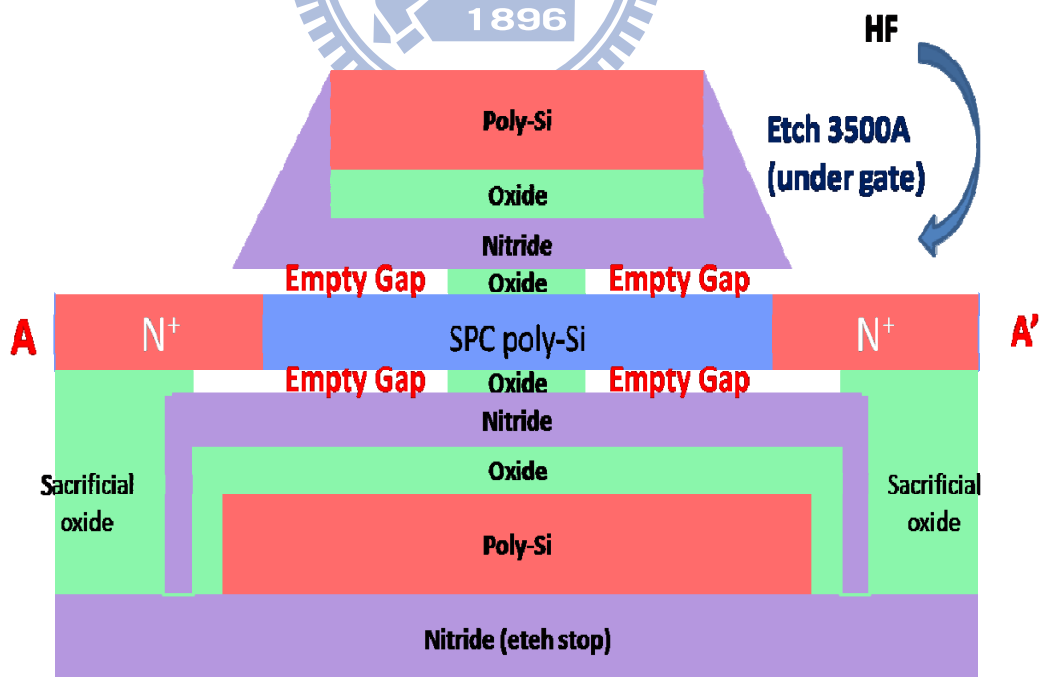 1896
HF
Poly-Si
Etch 3500A
(under gate)
Oxide
Nitride
Empty Gap Oxide Empty Gap
A N+ SPC poly-Si N+ A’
Empty Gap Oxide Empty Gap
Nitride
Oxide
Sacrificial
oxide
Sacrificial
oxide
Poly-Si
Nitride (eteh stop)